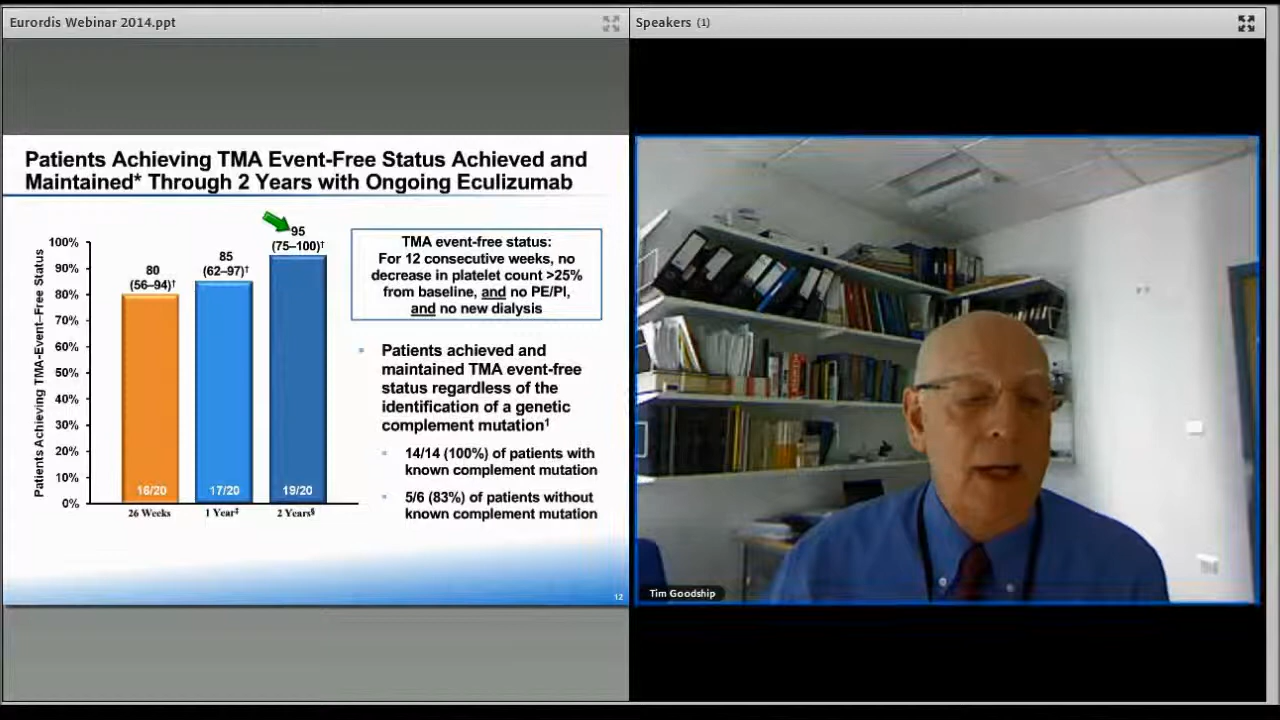 Eurordis Webinar 2014.ppt
Speakers (1)
Patients Achieving TMA Event-Free Status Achieved and
Maintained* Through 2 Years with Ongoing Eculizumab
Patients Achieving TMA-Event–Free Status
100%
90%
80%
70%
60%
50%
40%
30%
20%
10%
0%
80
(56–94)†
16/20
26 Weeks
85
(62–97)†
17/20
1 Year‡
95
(75–100)†
19/20
2 Years§
TMA event-free status:
For 12 consecutive weeks, no
decrease in platelet count >25%
from baseline, and no PE/PI,
and no new dialysis
Patients achieved and
maintained TMA event-free
status regardless of the
identification of a genetic
complement mutation¹
14/14 (100%) of patients with
known complement mutation
5/6 (83%) of patients without
known complement mutation
12
Tim Goodship